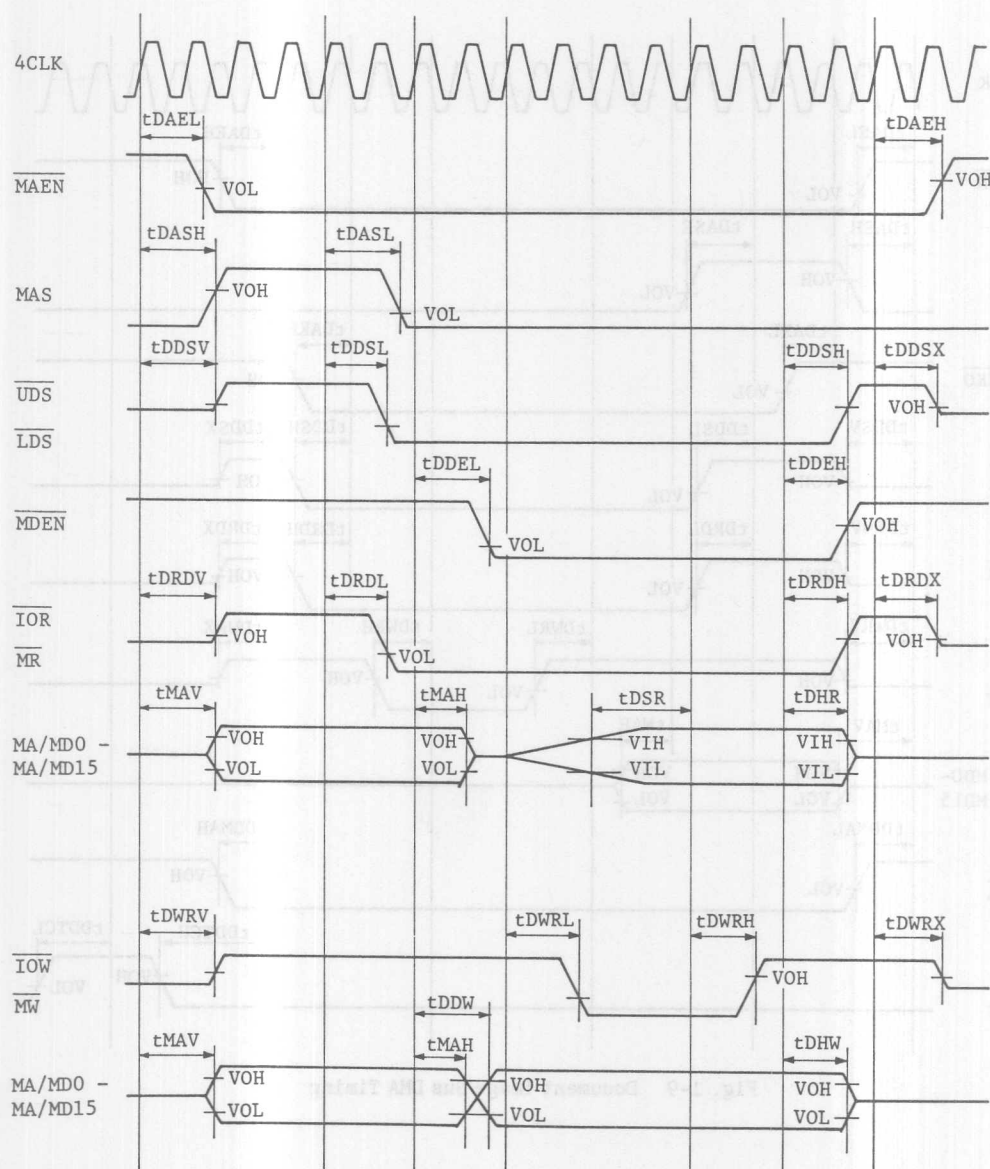 4CLK
tDAEL tDAEH
MAEN VOL VOH
tDASH tDASL
MAS VOH VOL
tDDSV tDDSL tDDSH tDDSX
UDS VOH
LDS
tDDEL tDDEH
MDEN VOL VOH
tDRDV tDRDL tDRDH tDRDX
IOR VOH VOL VOH
MR
tMAV tMAH tDSR tDHR
MA/MD0 - VOH VOH VIH VIH
MA/MD15 VOL VOL VIL VIL
tDWRV tDWRL tDWRH tDWRX
IOW VOH
MW
tDDW
tMAV tMAH tDHW
MA/MD0 - VOH VOH VOH
MA/MD15 VOL VOL VOL